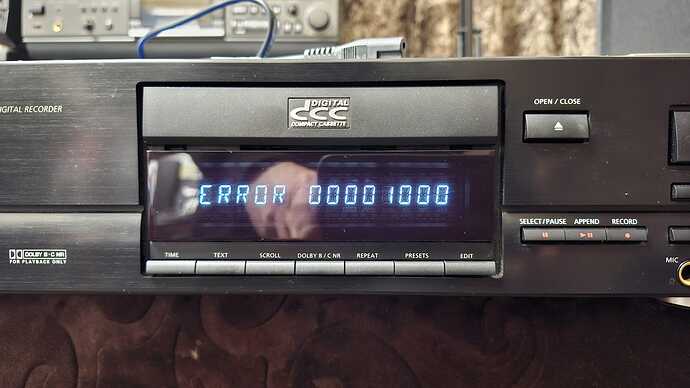 IGITAL RECORDER
DIGITAL
dcc
COMPACT CASSETTE
OPEN / CLOSE
ERROR 00001000
SELECT/PAUSE APPEND RECORD
DOLBY B-C NR
FOR PLAYBACK ONLY
TIME TEXT SCROLL DOLBY B / C NR REPEAT PRESETS EDIT
MIC